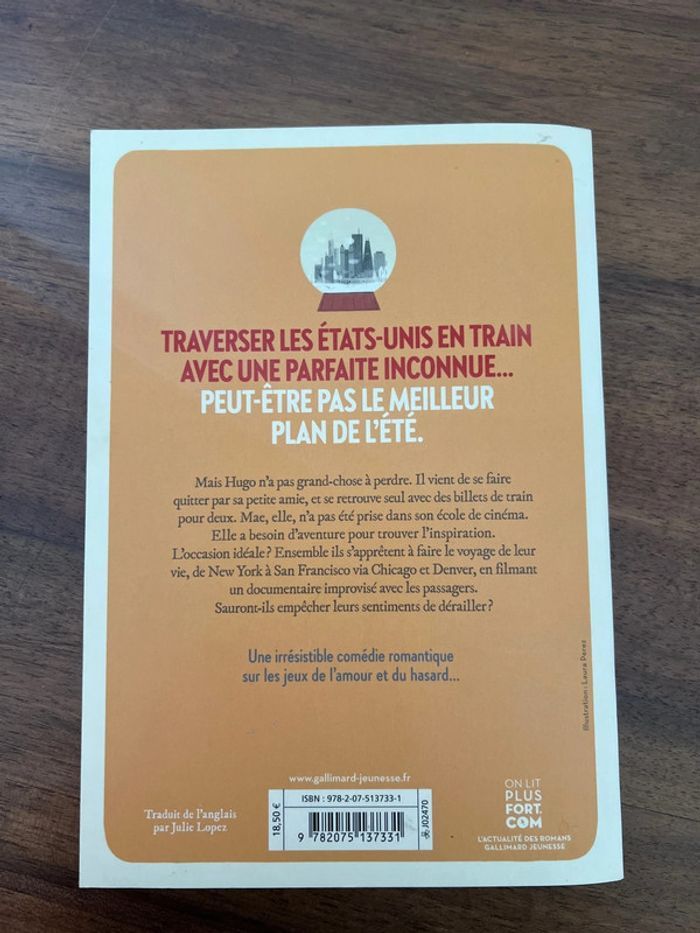 TRAVERSER LES ÉTATS-UNIS EN TRAIN
AVEC UNE PARFAITE INCONNUE...
PEUT-ÊTRE PAS LE MEILLEUR
PLAN DE L'ÉTÉ.
Mais Hugo n'a pas grand-chose à perdre. Il vient de se faire
quitter par sa petite amie, et se retrouve seul avec des billets de train
pour deux. Mae, elle, n'a pas été prise dans son école de cinéma.
Elle a besoin d'aventure pour trouver l'inspiration.
L'occasion idéale ? Ensemble ils s'apprêtent à faire le voyage de leur
vie, de New York à San Francisco via Chicago et Denver, en filmant
un documentaire improvisé avec les passagers.
Sauront-ils empêcher leurs sentiments de dérailler ?
Une irrésistible comédie romantique
sur les jeux de l'amour et du hasard...
Illustration : Laura Perez
Traduit de l'anglais
par Julie Lopez
www.gallimard-jeunesse.fr
ISBN : 978-2-07-513733-1
18,50 €
9 782075 137331
J02470
ON LIT
PLUS
FORT.
COM
L'ACTUALITÉ DES ROMANS
GALLIMARD JEUNESSE